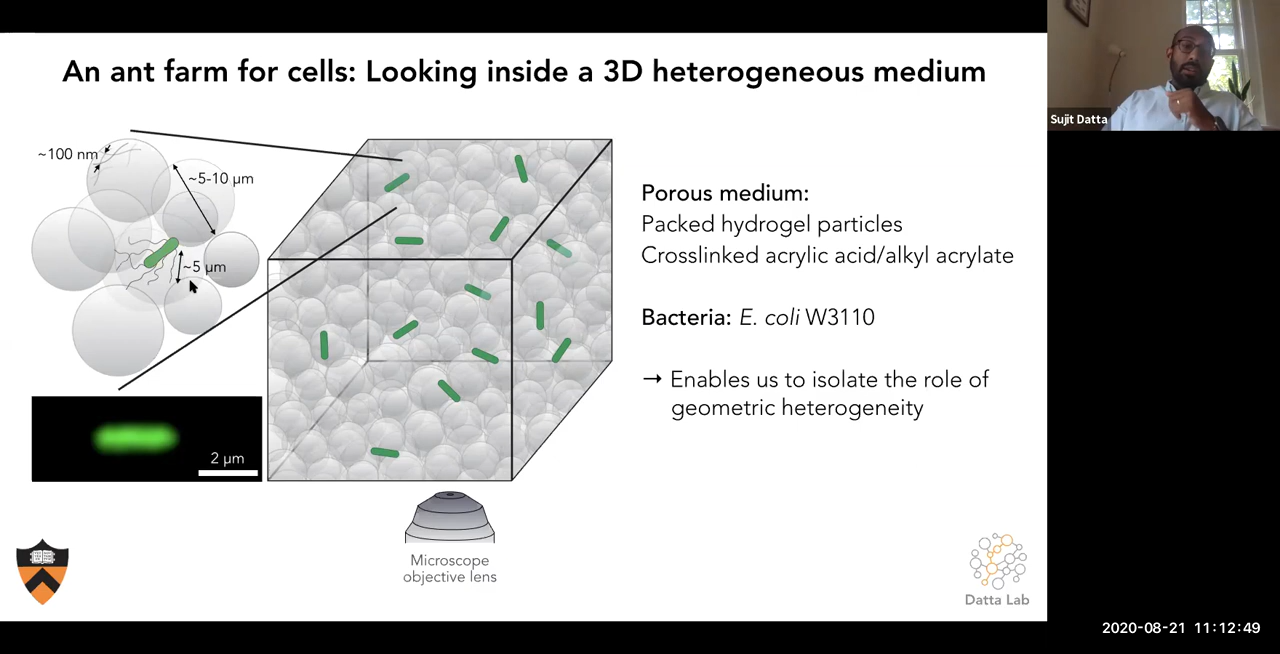 An ant farm for cells: Looking inside a 3D heterogeneous medium
Sujit Datta
~100 nm
~5-10 µm
~5 µm
2 µm
Microscope
objective lens
Porous medium:
Packed hydrogel particles
Crosslinked acrylic acid/alkyl acrylate
Bacteria: E. coli W3110
→ Enables us to isolate the role of
geometric heterogeneity
Datta Lab
2020-08-21 11:12:49